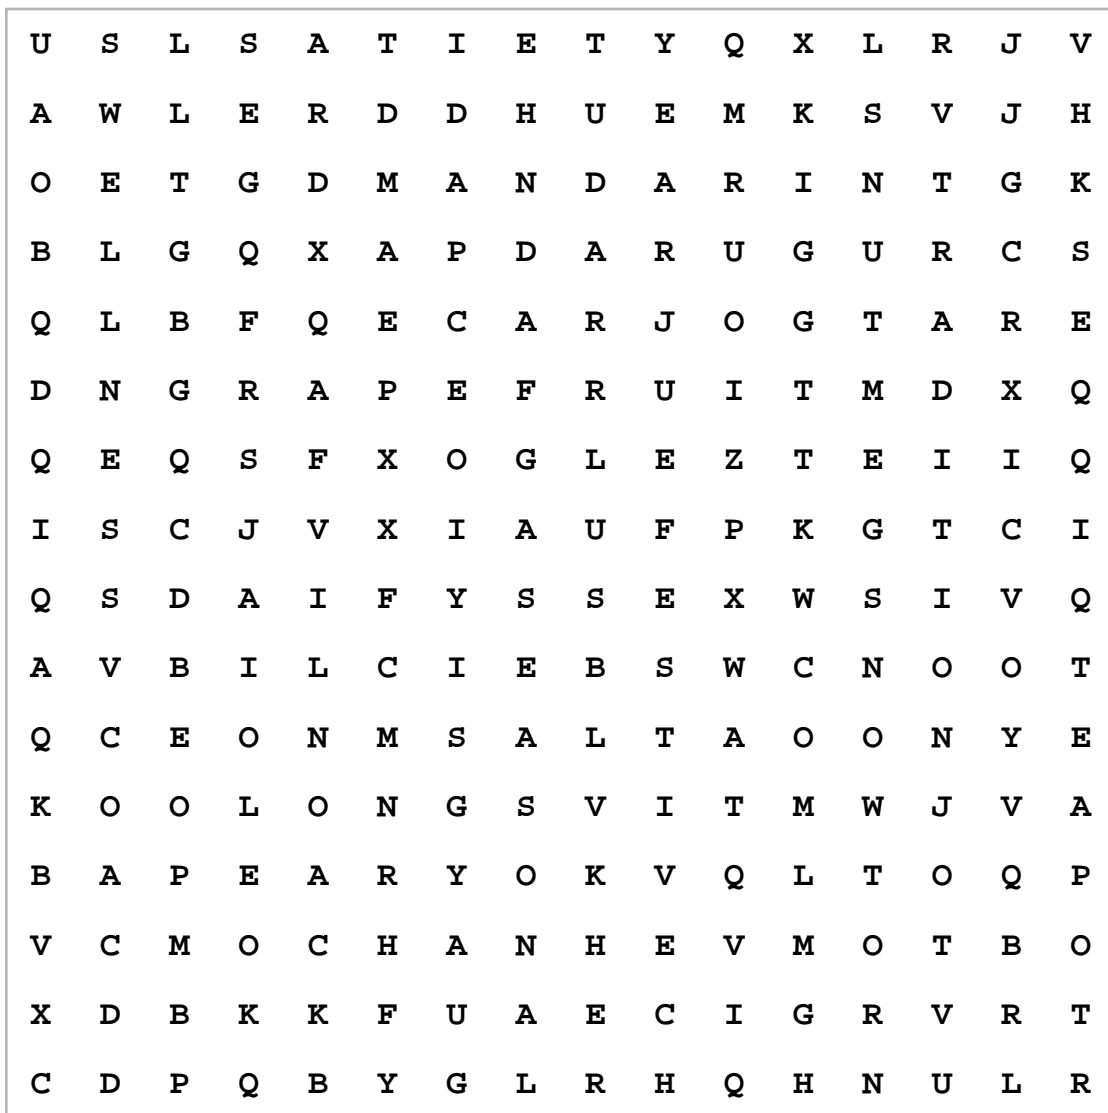 U S L S A T I E T Y Q X L R J V
A W L E R D D H U E M K S V J H
O E T G D M A N D A R I N T G K
B L G Q X A P D A R U G U R C S
Q L B F Q E C A R J O G T A R E
D N G R A P E F R U I T M D X Q
Q E Q S F X O G L E Z T E I I Q
I S C J V X I A U F P K G T C I
Q S D A I F Y S S E X W S I V Q
A V B I L C I E B S W C N O O T
Q C E O N M S A L T A O O N Y E
K O O L O N G S V I T M W J V A
B A P E A R Y O K V Q L T O Q P
V C M O C H A N H E V M O T B O
X D B K K F U A E C I G R V R T
C D P Q B Y G L R H Q H N U L R